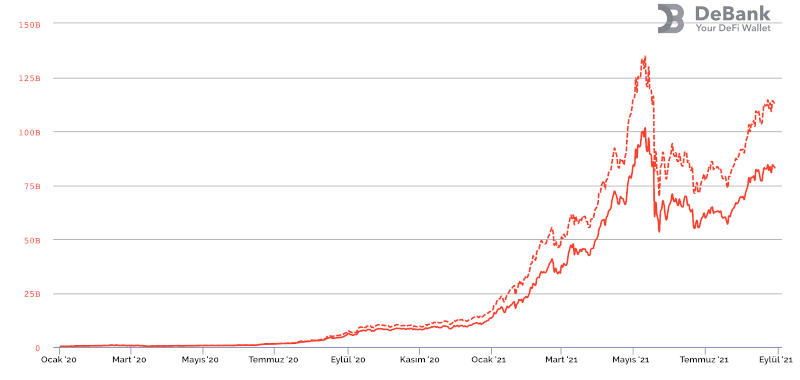 DeBank
Your DeFi Wallet
150B
125B
100B
75B
50B
25B
0
Ocak '20 Mart '20 Mayıs '20 Temmuz '20 Eylül '20 Kasım '20 Ocak '21 Mart '21 Mayıs '21 Temmuz '21 Eylül '21